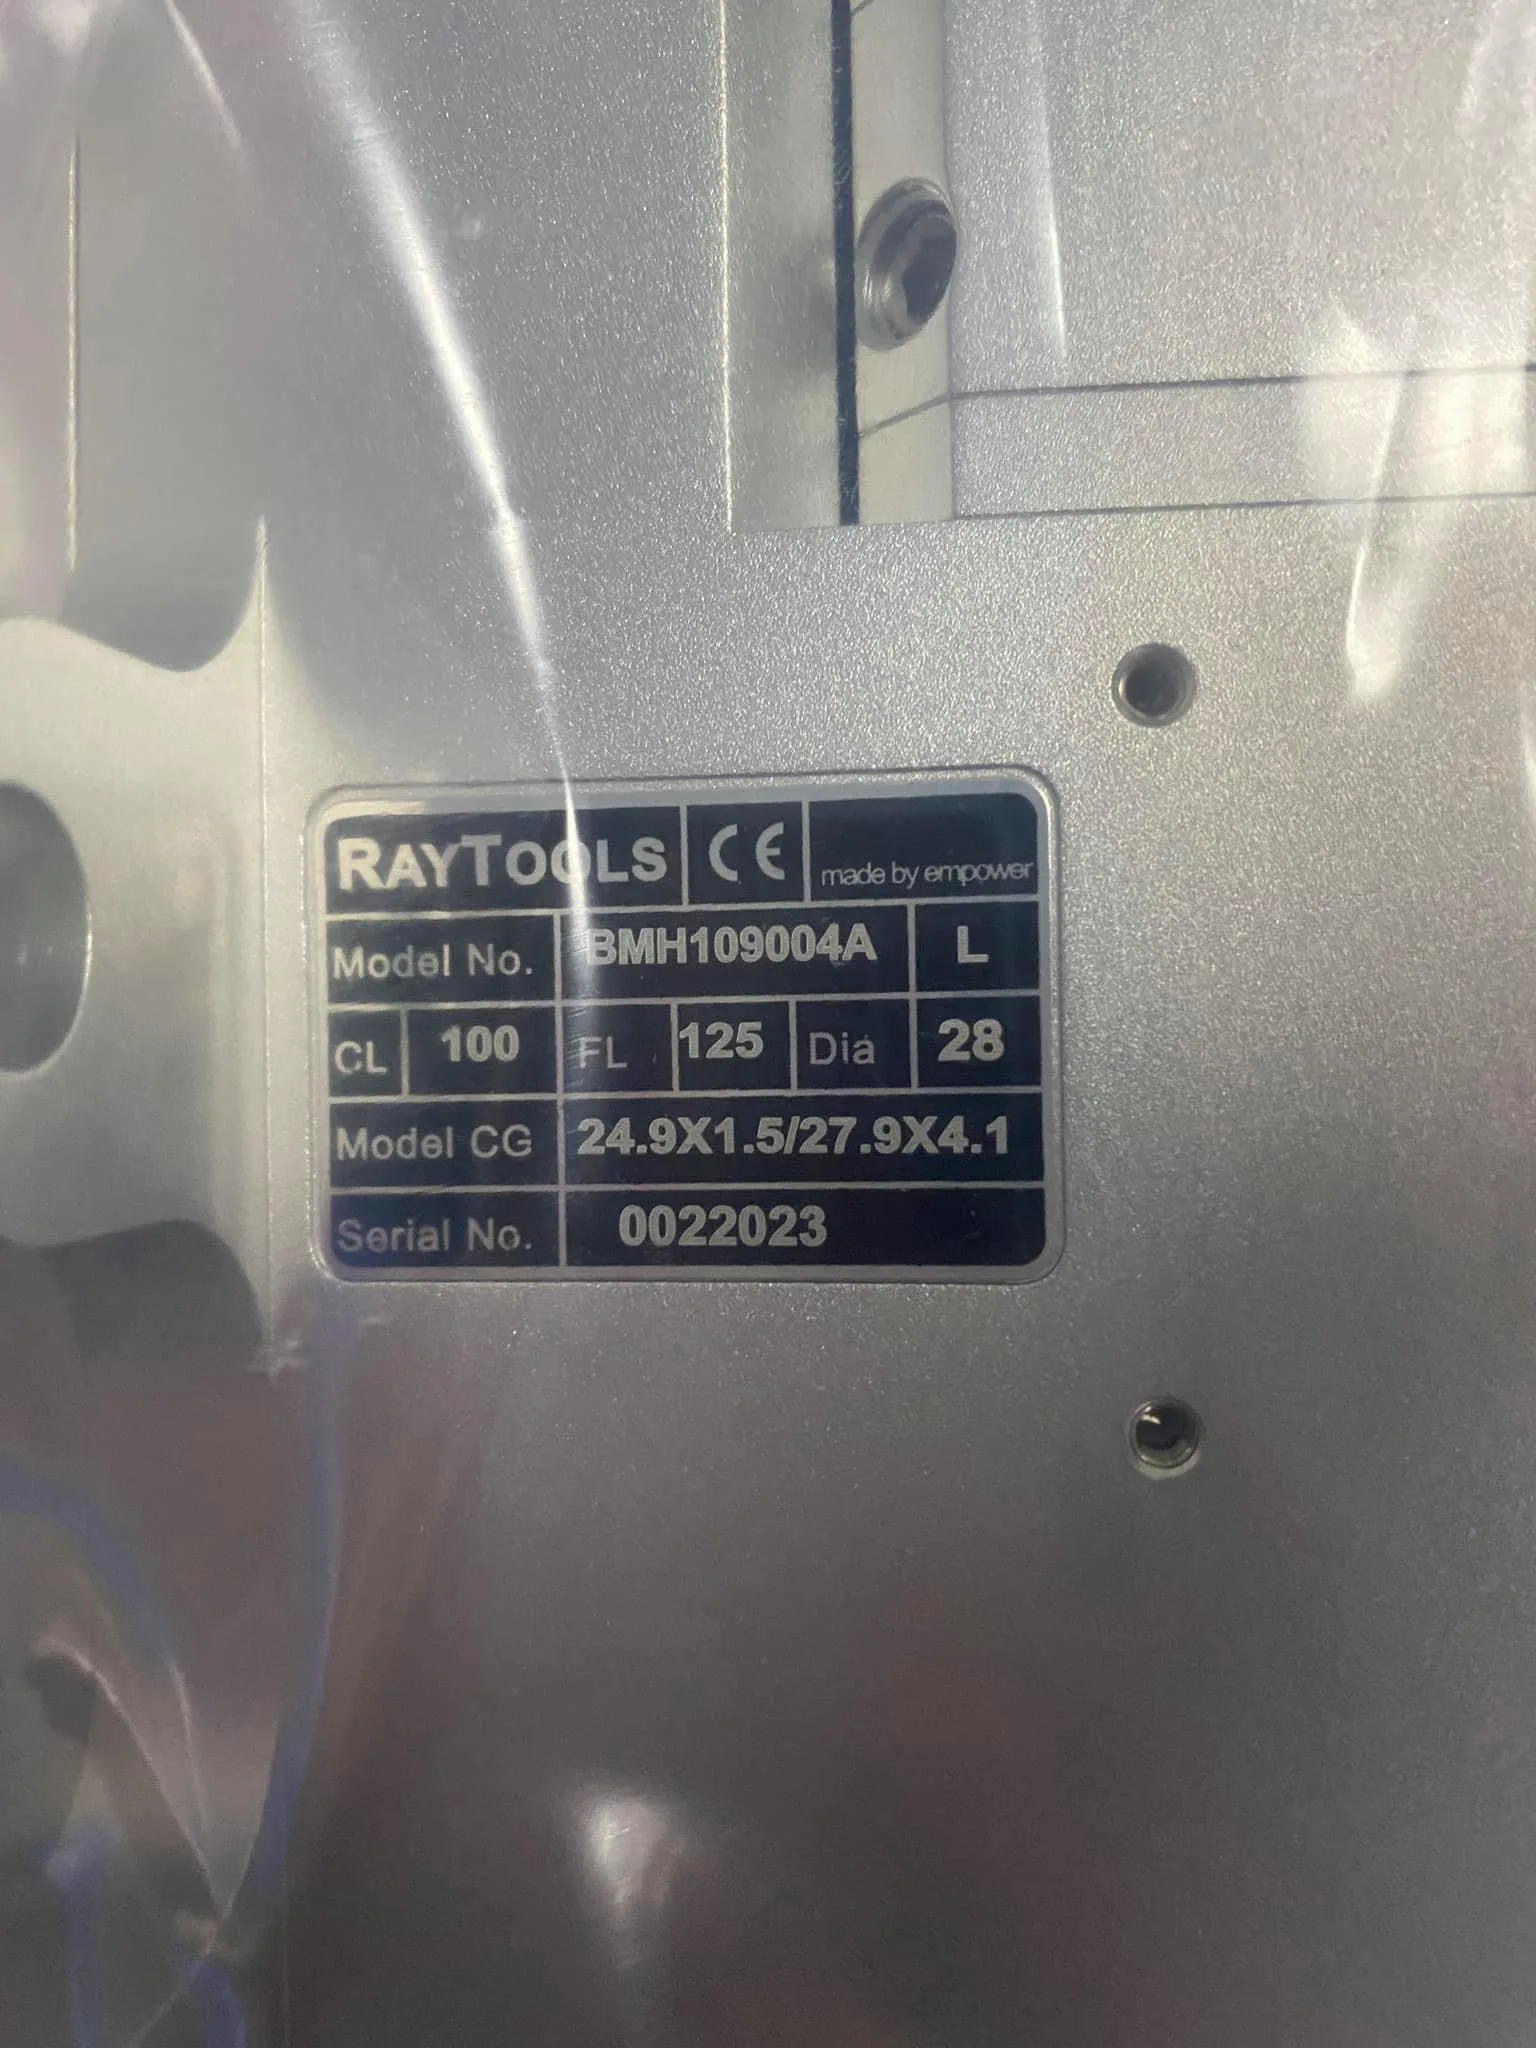 RAYTOOLS CE made by empower
Model No. BMH109004A L
CL 100 FL 125 Dia 28
Model CG 24.9X1.5/27.9X4.1
Serial No. 0022023